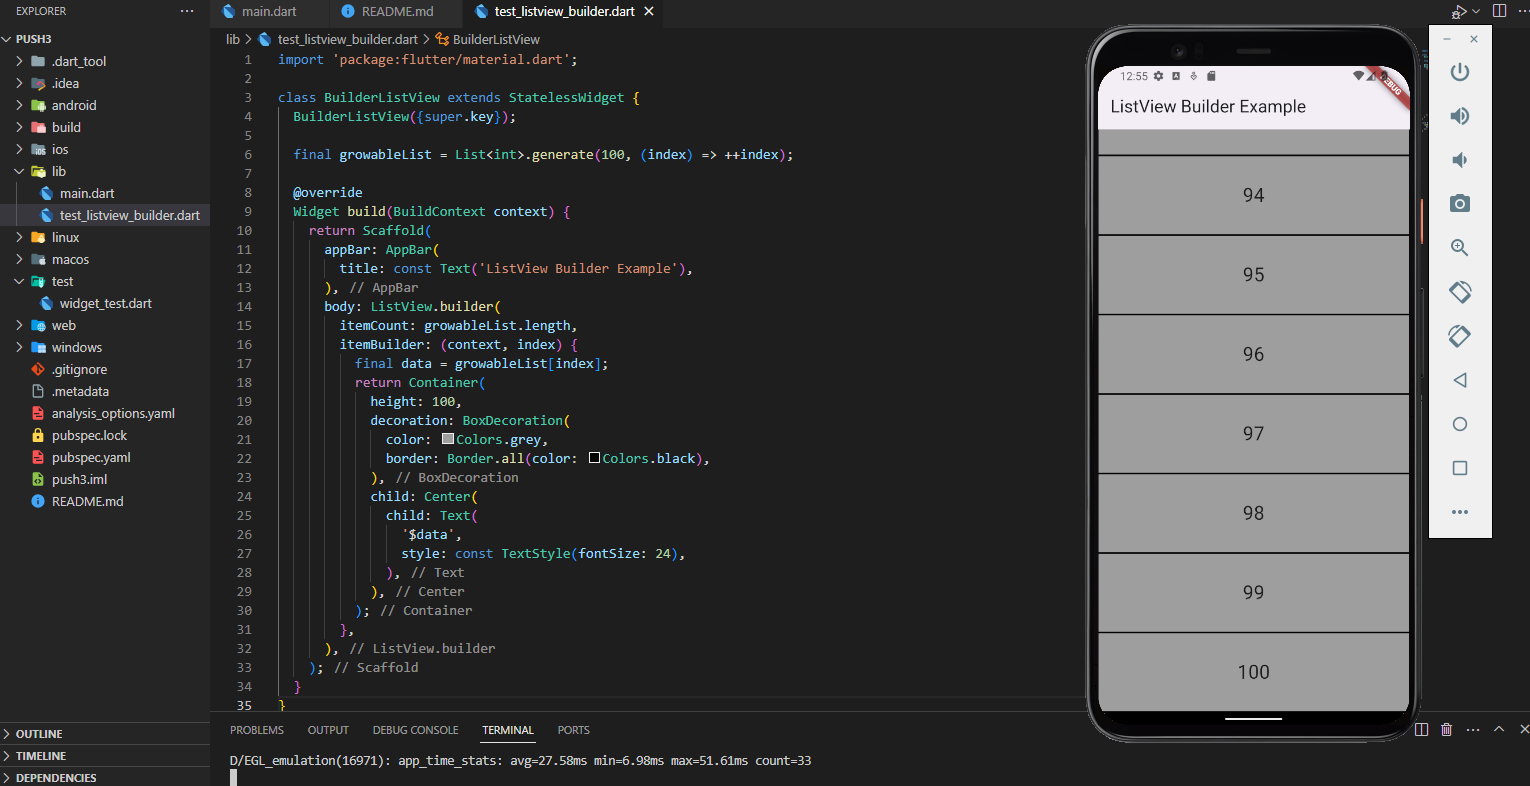 EXPLORER
PUSH3
.dart_tool
.idea
android
build
ios
lib
main.dart
test_listview_builder.dart
linux
macos
test
widget_test.dart
web
windows
.gitignore
.metadata
analysis_options.yaml
pubspec.lock
pubspec.yaml
push3.iml
README.md
OUTLINE
TIMELINE
DEPENDENCIES
main.dart README.md test_listview_builder.dart
lib > test_listview_builder.dart > BuilderListView
1 import 'package:flutter/material.dart';
2
3 class BuilderListView extends StatelessWidget {
4 BuilderListView({super.key});
5
6 final growableList = List<int>.generate(100, (index) => ++index);
7
8 @override
9 Widget build(BuildContext context) {
10 return Scaffold(
11 appBar: AppBar(
12 title: const Text('ListView Builder Example'),
13 ), // AppBar
14 body: ListView.builder(
15 itemCount: growableList.length,
16 itemBuilder: (context, index) {
17 final data = growableList[index];
18 return Container(
19 height: 100,
20 decoration: BoxDecoration(
21 color: Colors.grey,
22 border: Border.all(color: Colors.black),
23 ), // BoxDecoration
24 child: Center(
25 child: Text(
26 '$data',
27 style: const TextStyle(fontSize: 24),
28 ), // Text
29 ), // Center
30 ); // Container
31 },
32 ), // ListView.builder
33 ); // Scaffold
34 }
35 }
PROBLEMS OUTPUT DEBUG CONSOLE TERMINAL PORTS
D/EGL_emulation(16971): app_time_stats: avg=27.58ms min=6.98ms max=51.61ms count=33
12:55
DEBUG
ListView Builder Example
94
95
96
97
98
99
100